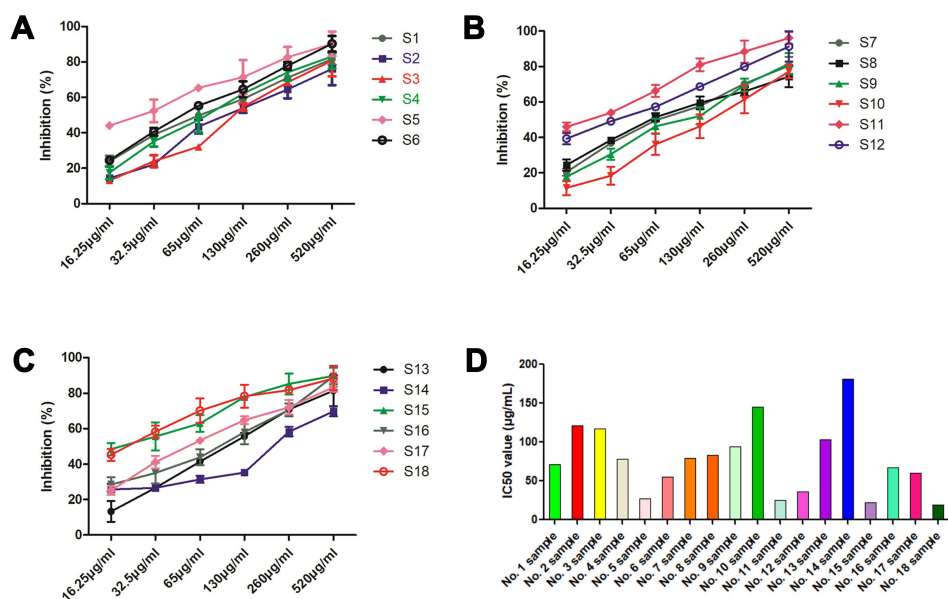 A
Inhibition (%)
100
80
60
40
20
0
16.25μg/ml
32.5μg/ml
65μg/ml
130μg/ml
260μg/ml
520μg/ml
S1
S2
S3
S4
S5
S6
B
Inhibition (%)
100
80
60
40
20
0
16.25μg/ml
32.5μg/ml
65μg/ml
130μg/ml
260μg/ml
520μg/ml
S7
S8
S9
S10
S11
S12
C
Inhibition (%)
100
80
60
40
20
0
16.25μg/ml
32.5μg/ml
65μg/ml
130μg/ml
260μg/ml
520μg/ml
S13
S14
S15
S16
S17
S18
D
IC50 value (μg/mL)
200
150
100
50
0
No. 1 sample
No. 2 sample
No. 3 sample
No. 4 sample
No. 5 sample
No. 6 sample
No. 7 sample
No. 8 sample
No. 9 sample
No. 10 sample
No. 11 sample
No. 12 sample
No. 13 sample
No. 14 sample
No. 15 sample
No. 16 sample
No. 17 sample
No. 18 sample